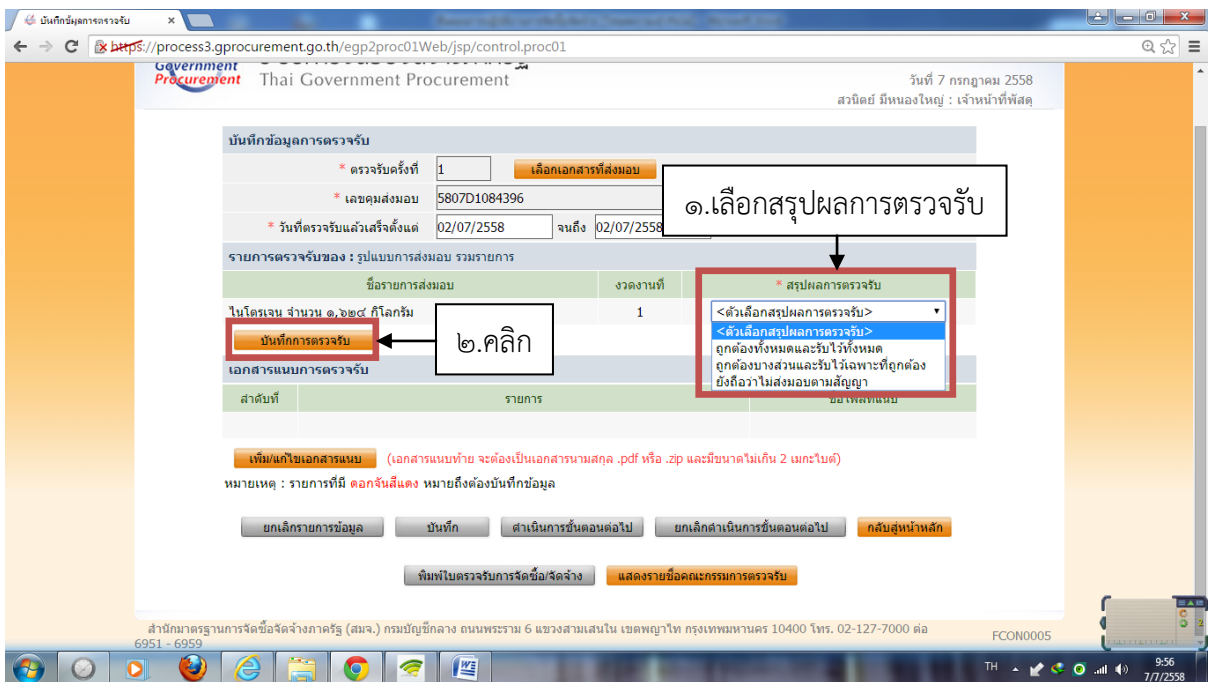 บันทึกข้อมูลการตรวจรับ ×
https://process3.gprocurement.go.th/egp2proc01Web/jsp/control.proc01
Government
Procurement Thai Government Procurement
วันที่ 7 กรกฎาคม 2558
สวนิตย์ มีหนองใหญ่ : เจ้าหน้าที่พัสดุ
บันทึกข้อมูลการตรวจรับ
* ตรวจรับครั้งที่ 1 เลือกเอกสารที่ส่งมอบ
* เลขคุมส่งมอบ 5807D1084396
๑.เลือกสรุปผลการตรวจรับ
* วันที่ตรวจรับแล้วเสร็จตั้งแต่ 02/07/2558 จนถึง 02/07/2558
รายการตรวจรับของ : รูปแบบการส่งมอบ รวมรายการ
ชื่อรายการส่งมอบ งวดงานที่ * สรุปผลการตรวจรับ
ไนโตรเจน จำนวน ๑,๖๒๔ กิโลกรัม 1 <ตัวเลือกสรุปผลการตรวจรับ>
<ตัวเลือกสรุปผลการตรวจรับ>
ถูกต้องทั้งหมดและรับไว้ทั้งหมด
ถูกต้องบางส่วนและรับไว้เฉพาะที่ถูกต้อง
ยังถือว่าไม่ส่งมอบตามสัญญา
บันทึกการตรวจรับ
๒.คลิก
เอกสารแนบการตรวจรับ
ลำดับที่ รายการ ชื่อไฟล์ที่แนบ
เพิ่ม/แก้ไขเอกสารแนบ (เอกสารแนบท้าย จะต้องเป็นเอกสารนามสกุล .pdf หรือ .zip และมีขนาดไม่เกิน 2 เมกะไบต์)
หมายเหตุ : รายการที่มี ดอกจันสีแดง หมายถึงต้องบันทึกข้อมูล
ยกเลิกรายการข้อมูล บันทึก ดำเนินการขั้นตอนต่อไป ยกเลิกดำเนินการขั้นตอนต่อไป กลับสู่หน้าหลัก
พิมพ์ใบตรวจรับการจัดซื้อ/จัดจ้าง แสดงรายชื่อคณะกรรมการตรวจรับ
สำนักมาตรฐานการจัดซื้อจัดจ้างภาครัฐ (สมจ.) กรมบัญชีกลาง ถนนพระราม 6 แขวงสามเสนใน เขตพญาไท กรุงเทพมหานคร 10400 โทร. 02-127-7000 ต่อ
6951 - 6959
FCON0005
TH
9:56
7/7/2558